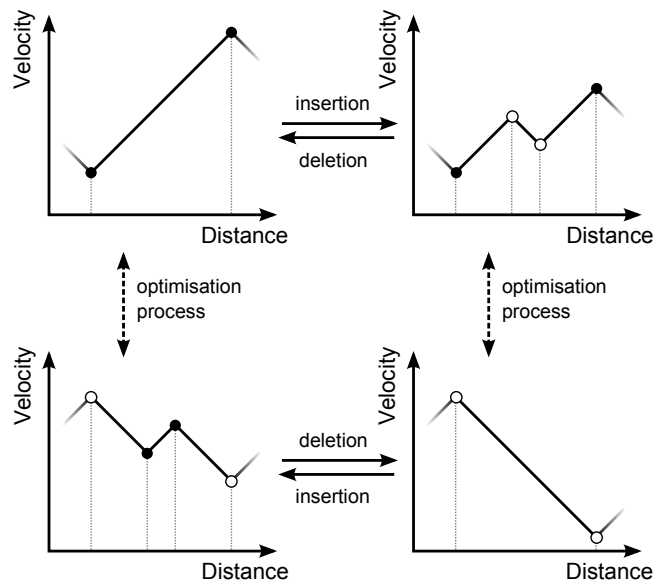 Velocity
Distance
insertion
deletion
Velocity
Distance
optimisation
process
optimisation
process
Velocity
Distance
deletion
insertion
Velocity
Distance